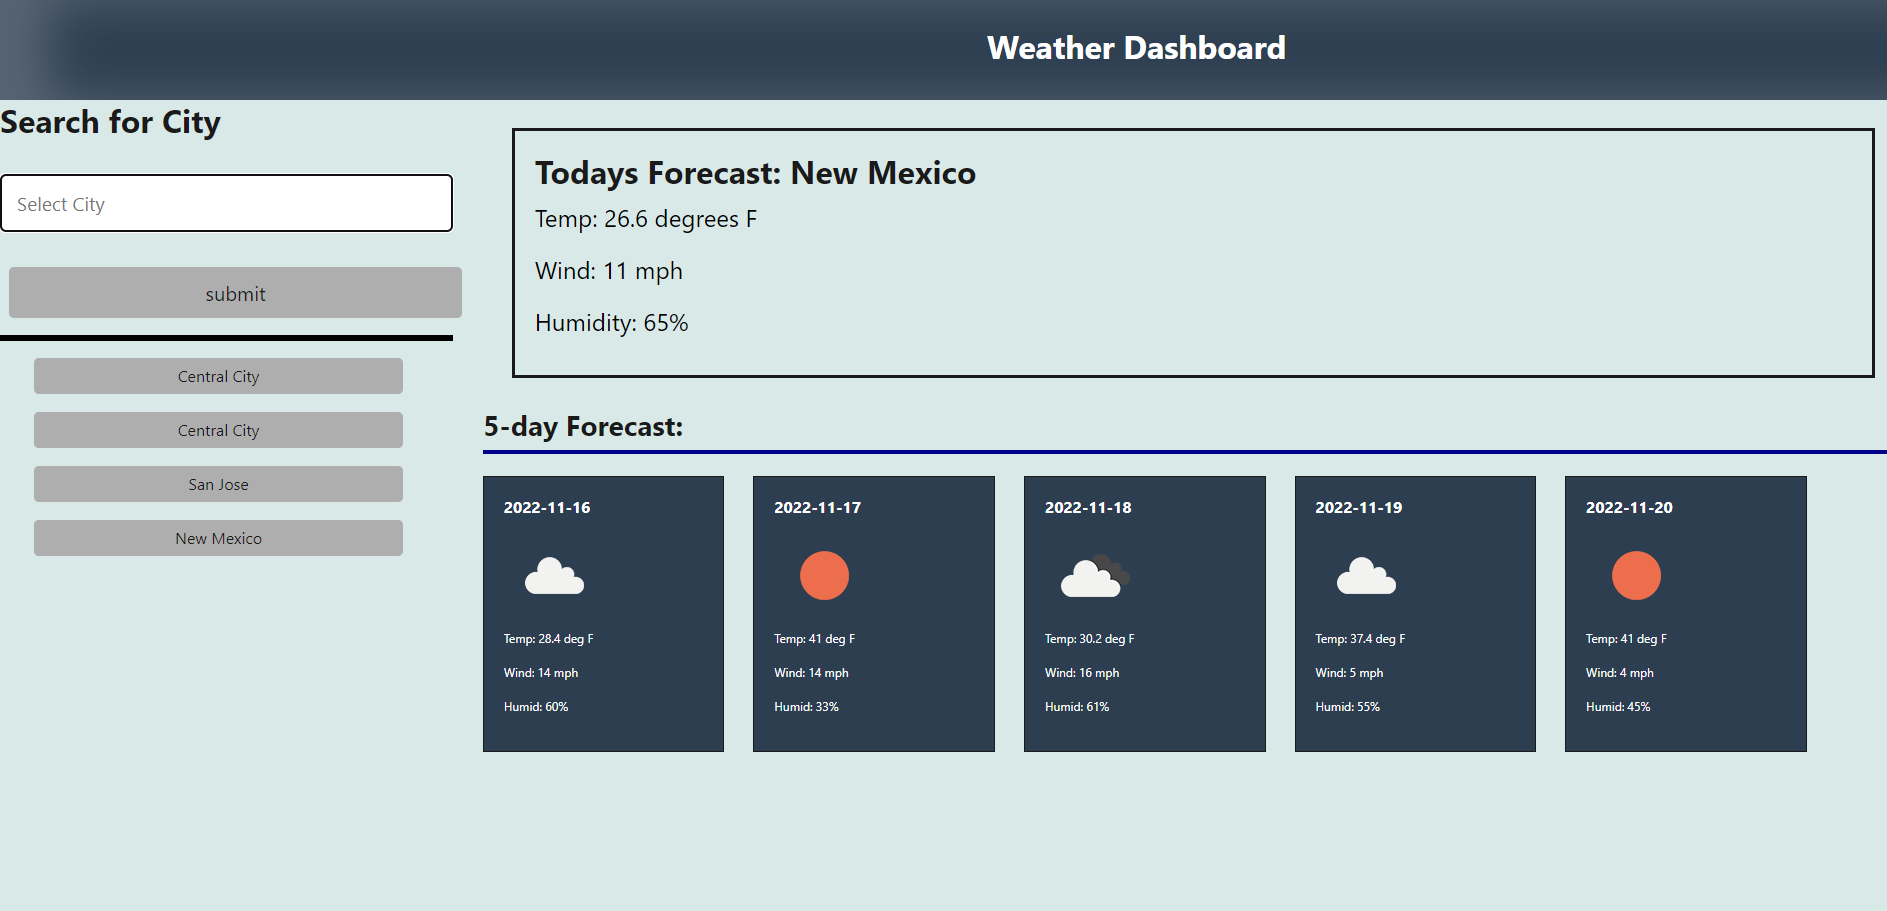 Weather Dashboard
Search for City
Select City
submit
Central City
Central City
San Jose
New Mexico
Todays Forecast: New Mexico
Temp: 26.6 degrees F
Wind: 11 mph
Humidity: 65%
5-day Forecast:
2022-11-16
Temp: 28.4 deg F
Wind: 14 mph
Humid: 60%
2022-11-17
Temp: 41 deg F
Wind: 14 mph
Humid: 33%
2022-11-18
Temp: 30.2 deg F
Wind: 16 mph
Humid: 61%
2022-11-19
Temp: 37.4 deg F
Wind: 5 mph
Humid: 55%
2022-11-20
Temp: 41 deg F
Wind: 4 mph
Humid: 45%